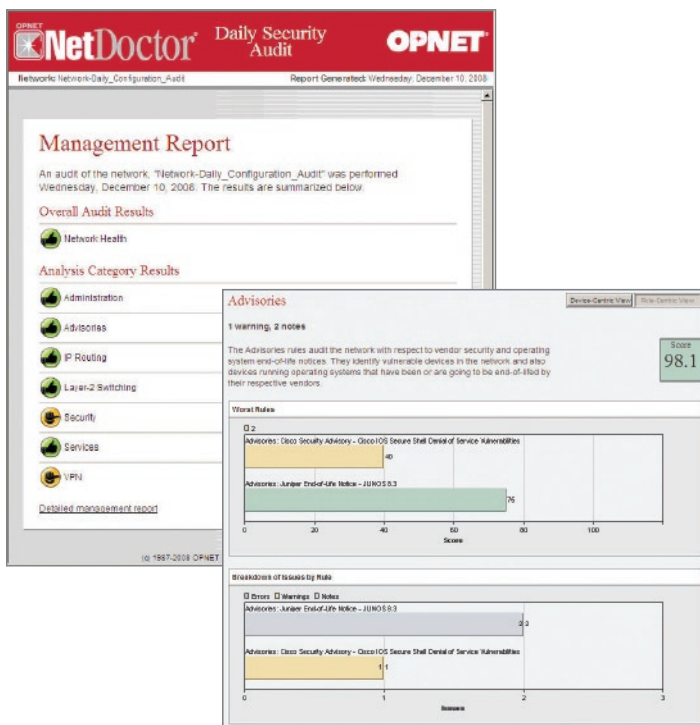 OPNET
NetDoctor
Daily Security
Audit
OPNET
Network: Network-Daily_Configuration_Audit
Report Generated: Wednesday, December 10, 2008
Management Report
An audit of the network, "Network-Daily_Configuration_Audit" was performed
Wednesday, December 10, 2008. The results are summarized below.
Overall Audit Results
Network Health
Analysis Category Results
Administration
Advisories
IP Routing
Layer-2 Switching
Security
Services
VPN
Detailed management report
(c) 1987-2008 OPNET
Advisories
Device-Centric View
Rule-Centric View
1 warning, 2 notes
The Advisories rules audit the network with respect to vendor security and operating
system end-of-life notices. They identify vulnerable devices in the network and also
devices running operating systems that have been or are going to be end-of-lifed by
their respective vendors.
Score
98.1
Worst Rules
2
Advisories: Cisco Security Advisory - Cisco IOS Secure Shell Denial of Service Vulnerabilities
40
Advisories: Juniper End-of-Life Notice - JUNOS 8.3
75
0 20 40 60 80 100
Score
Breakdown of Issues by Rule
Errors Warnings Notes
Advisories: Juniper End-of-Life Notice - JUNOS 8.3
Advisories: Cisco Security Advisory - Cisco IOS Secure Shell Denial of Service Vulnerabilities
1 1
0 1 2 3
Issues